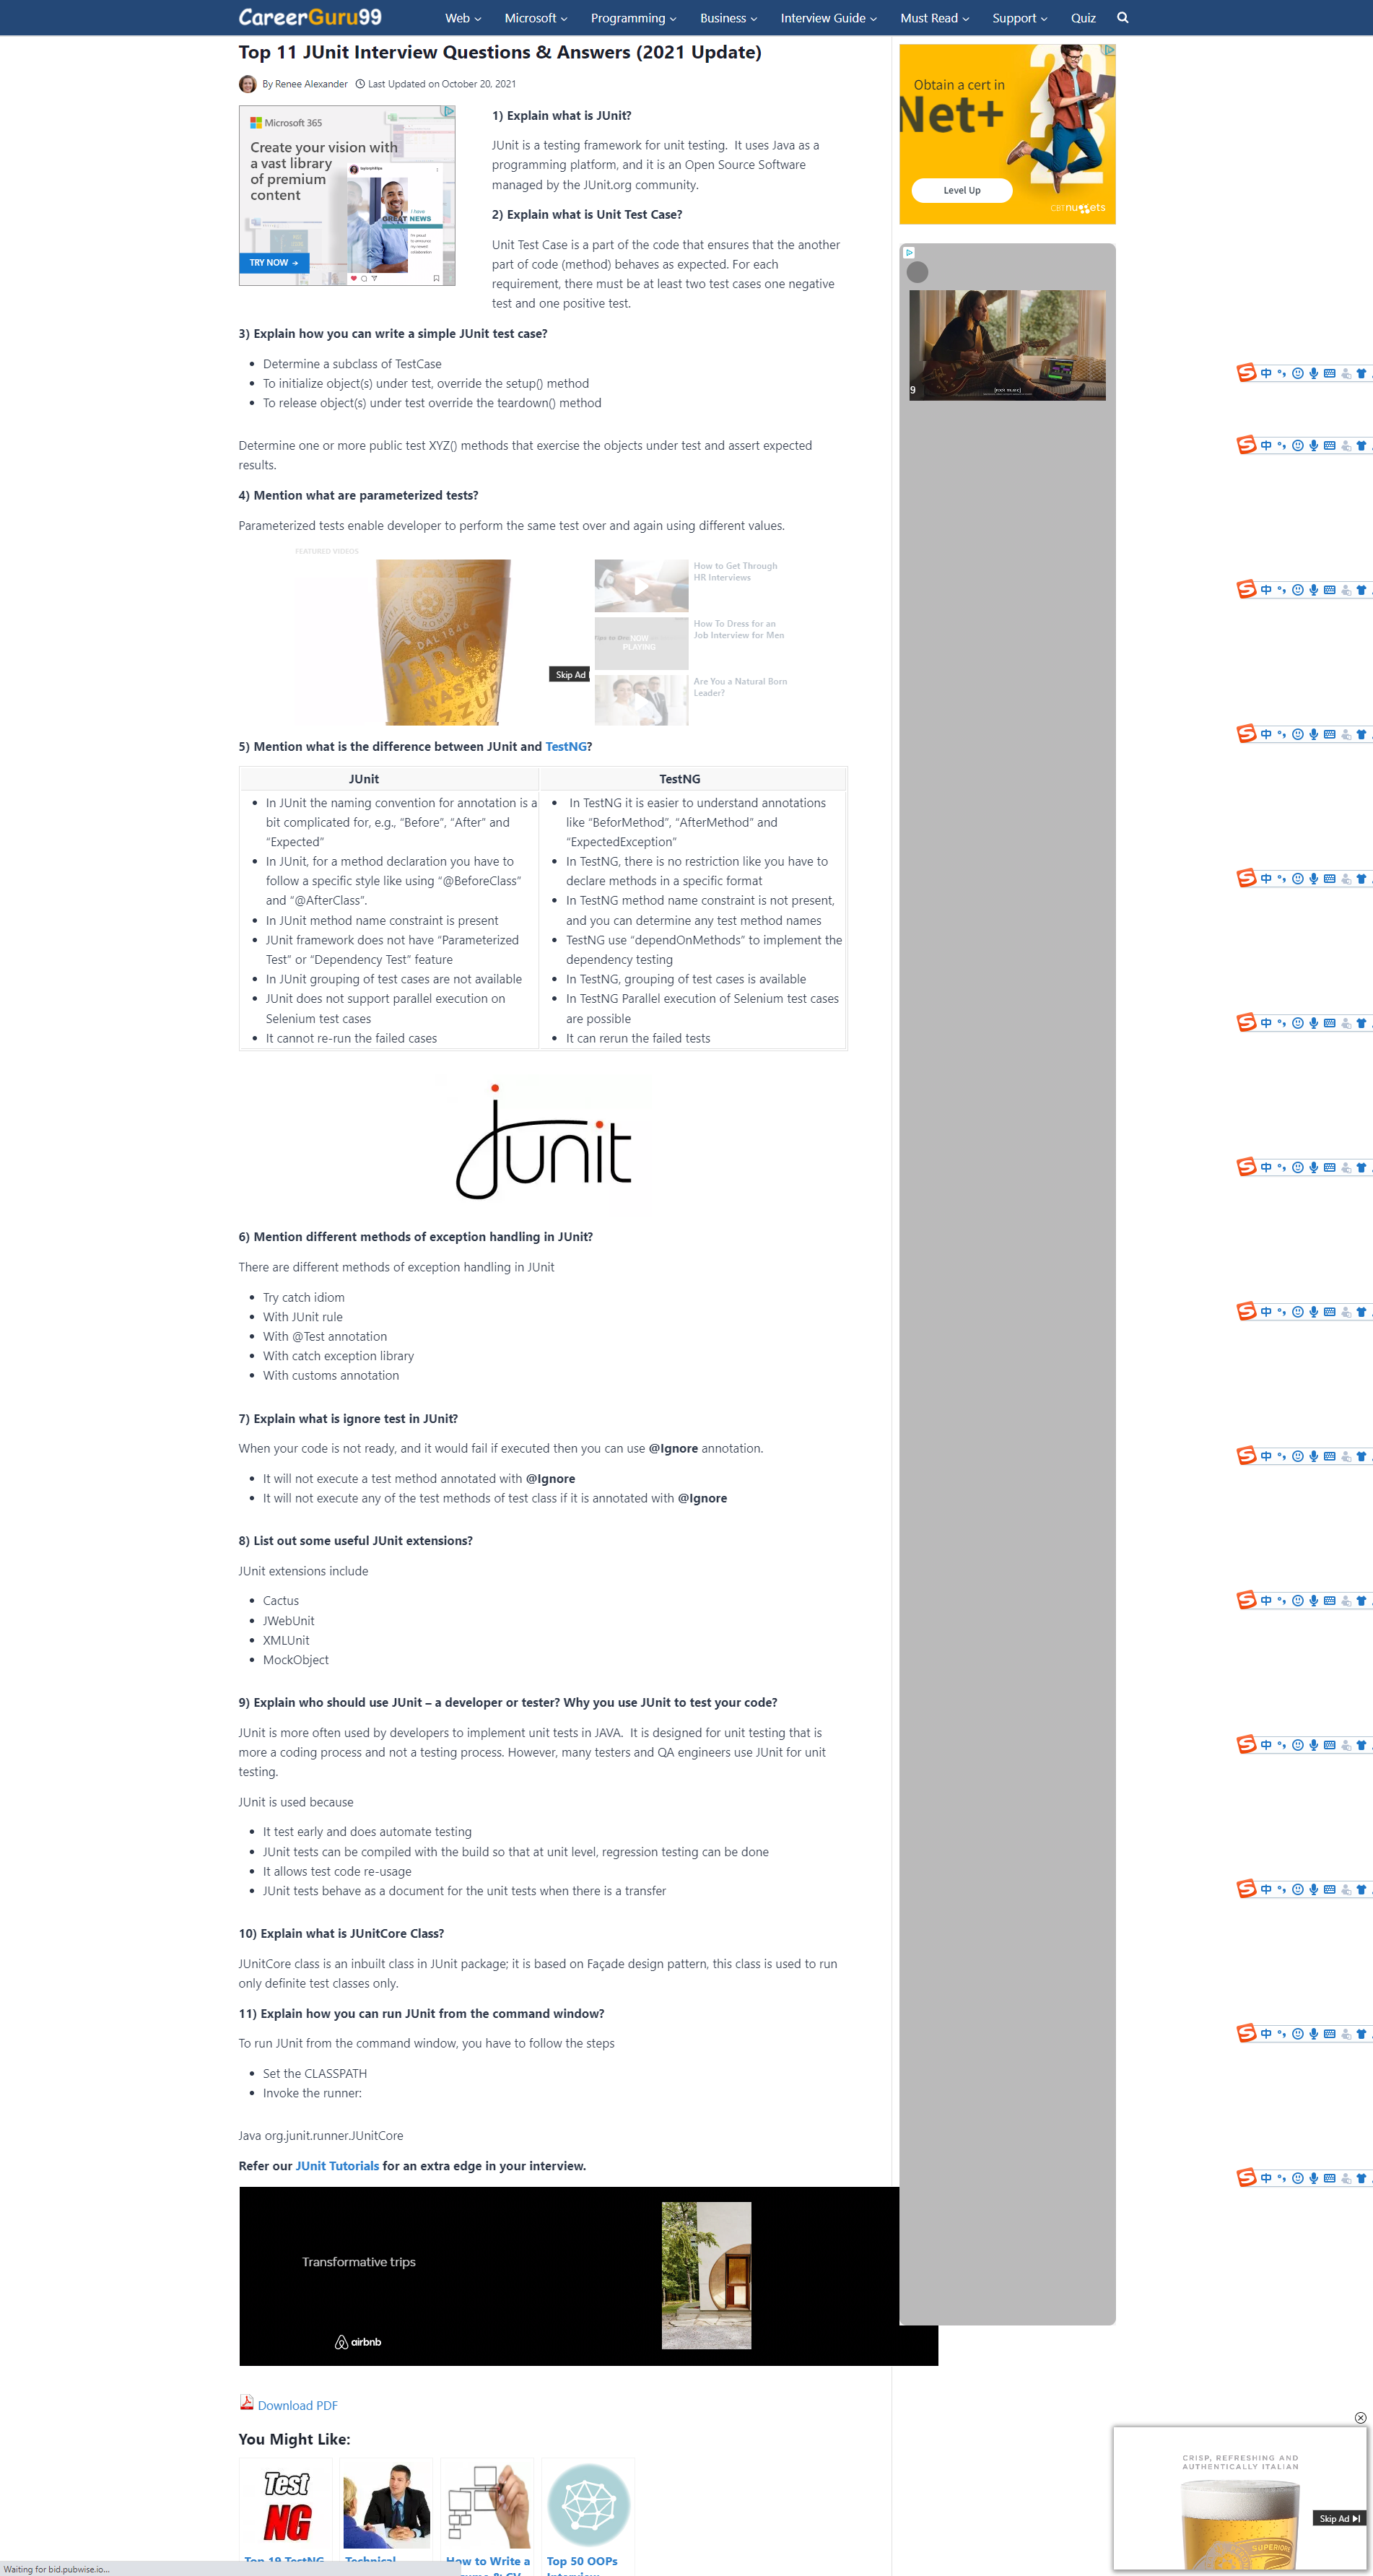 CareerGuru99
Web Microsoft Programming Business Interview Guide Must Read Support Quiz
Top 11 JUnit Interview Questions & Answers (2021 Update)
By Renee Alexander Last Updated on October 20, 2021
Microsoft 365
Create your vision with
a vast library
of premium
content
GREAT NEWS
TRY NOW →
1) Explain what is JUnit?
JUnit is a testing framework for unit testing.  It uses Java as a
programming platform, and it is an Open Source Software
managed by the JUnit.org community.
2) Explain what is Unit Test Case?
Unit Test Case is a part of the code that ensures that the another
part of code (method) behaves as expected. For each
requirement, there must be at least two test cases one negative
test and one positive test.
Obtain a cert in
Net+
Level Up
CBTnuggets
9
3) Explain how you can write a simple JUnit test case?
• Determine a subclass of TestCase
• To initialize object(s) under test, override the setup() method
• To release object(s) under test override the teardown() method
Determine one or more public test XYZ() methods that exercise the objects under test and assert expected
results.
4) Mention what are parameterized tests?
Parameterized tests enable developer to perform the same test over and again using different values.
FEATURED VIDEOS
DAL 1846
PERO
NASTR
AZZUR
Skip Ad
How to Get Through
HR Interviews
NOW
PLAYING
How To Dress for an
Job Interview for Men
Are You a Natural Born
Leader?
5) Mention what is the difference between JUnit and TestNG?
JUnit
• In JUnit the naming convention for annotation is a
bit complicated for, e.g., “Before”, “After” and
“Expected”
• In JUnit, for a method declaration you have to
follow a specific style like using “@BeforeClass”
and “@AfterClass”.
• In JUnit method name constraint is present
• JUnit framework does not have “Parameterized
Test” or “Dependency Test” feature
• In JUnit grouping of test cases are not available
• JUnit does not support parallel execution on
Selenium test cases
• It cannot re-run the failed cases
TestNG
• In TestNG it is easier to understand annotations
like “BeforMethod”, “AfterMethod” and
“ExpectedException”
• In TestNG, there is no restriction like you have to
declare methods in a specific format
• In TestNG method name constraint is not present,
and you can determine any test method names
• TestNG use “dependOnMethods” to implement the
dependency testing
• In TestNG, grouping of test cases is available
• In TestNG Parallel execution of Selenium test cases
are possible
• It can rerun the failed tests
Junit
6) Mention different methods of exception handling in JUnit?
There are different methods of exception handling in JUnit
• Try catch idiom
• With JUnit rule
• With @Test annotation
• With catch exception library
• With customs annotation
7) Explain what is ignore test in JUnit?
When your code is not ready, and it would fail if executed then you can use @Ignore annotation.
• It will not execute a test method annotated with @Ignore
• It will not execute any of the test methods of test class if it is annotated with @Ignore
8) List out some useful JUnit extensions?
JUnit extensions include
• Cactus
• JWebUnit
• XMLUnit
• MockObject
9) Explain who should use JUnit – a developer or tester? Why you use JUnit to test your code?
JUnit is more often used by developers to implement unit tests in JAVA.  It is designed for unit testing that is
more a coding process and not a testing process. However, many testers and QA engineers use JUnit for unit
testing.
JUnit is used because
• It test early and does automate testing
• JUnit tests can be compiled with the build so that at unit level, regression testing can be done
• It allows test code re-usage
• JUnit tests behave as a document for the unit tests when there is a transfer
10) Explain what is JUnitCore Class?
JUnitCore class is an inbuilt class in JUnit package; it is based on Façade design pattern, this class is used to run
only definite test classes only.
11) Explain how you can run JUnit from the command window?
To run JUnit from the command window, you have to follow the steps
• Set the CLASSPATH
• Invoke the runner:
Java org.junit.runner.JUnitCore
Refer our JUnit Tutorials for an extra edge in your interview.
Transformative trips
airbnb
Download PDF
You Might Like:
Test
NG
Top 19 TestNG
Technical
How to Write a
Top 50 OOPs
Waiting for bid.pubwise.io...
CRISP, REFRESHING AND
AUTHENTICALLY ITALIAN
Skip Ad
SUPERIORE
中
中
中
中
中
中
中
中
中
中
中
中
中